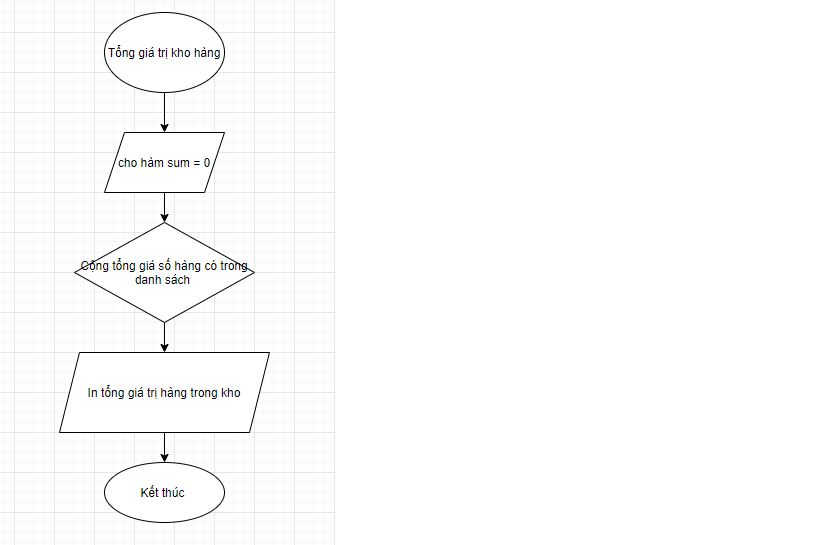 Tổng giá trị kho hàng
cho hàm sum = 0
Cộng tổng giá số hàng có trong
danh sách
In tổng giá trị hàng trong kho
Kết thúc